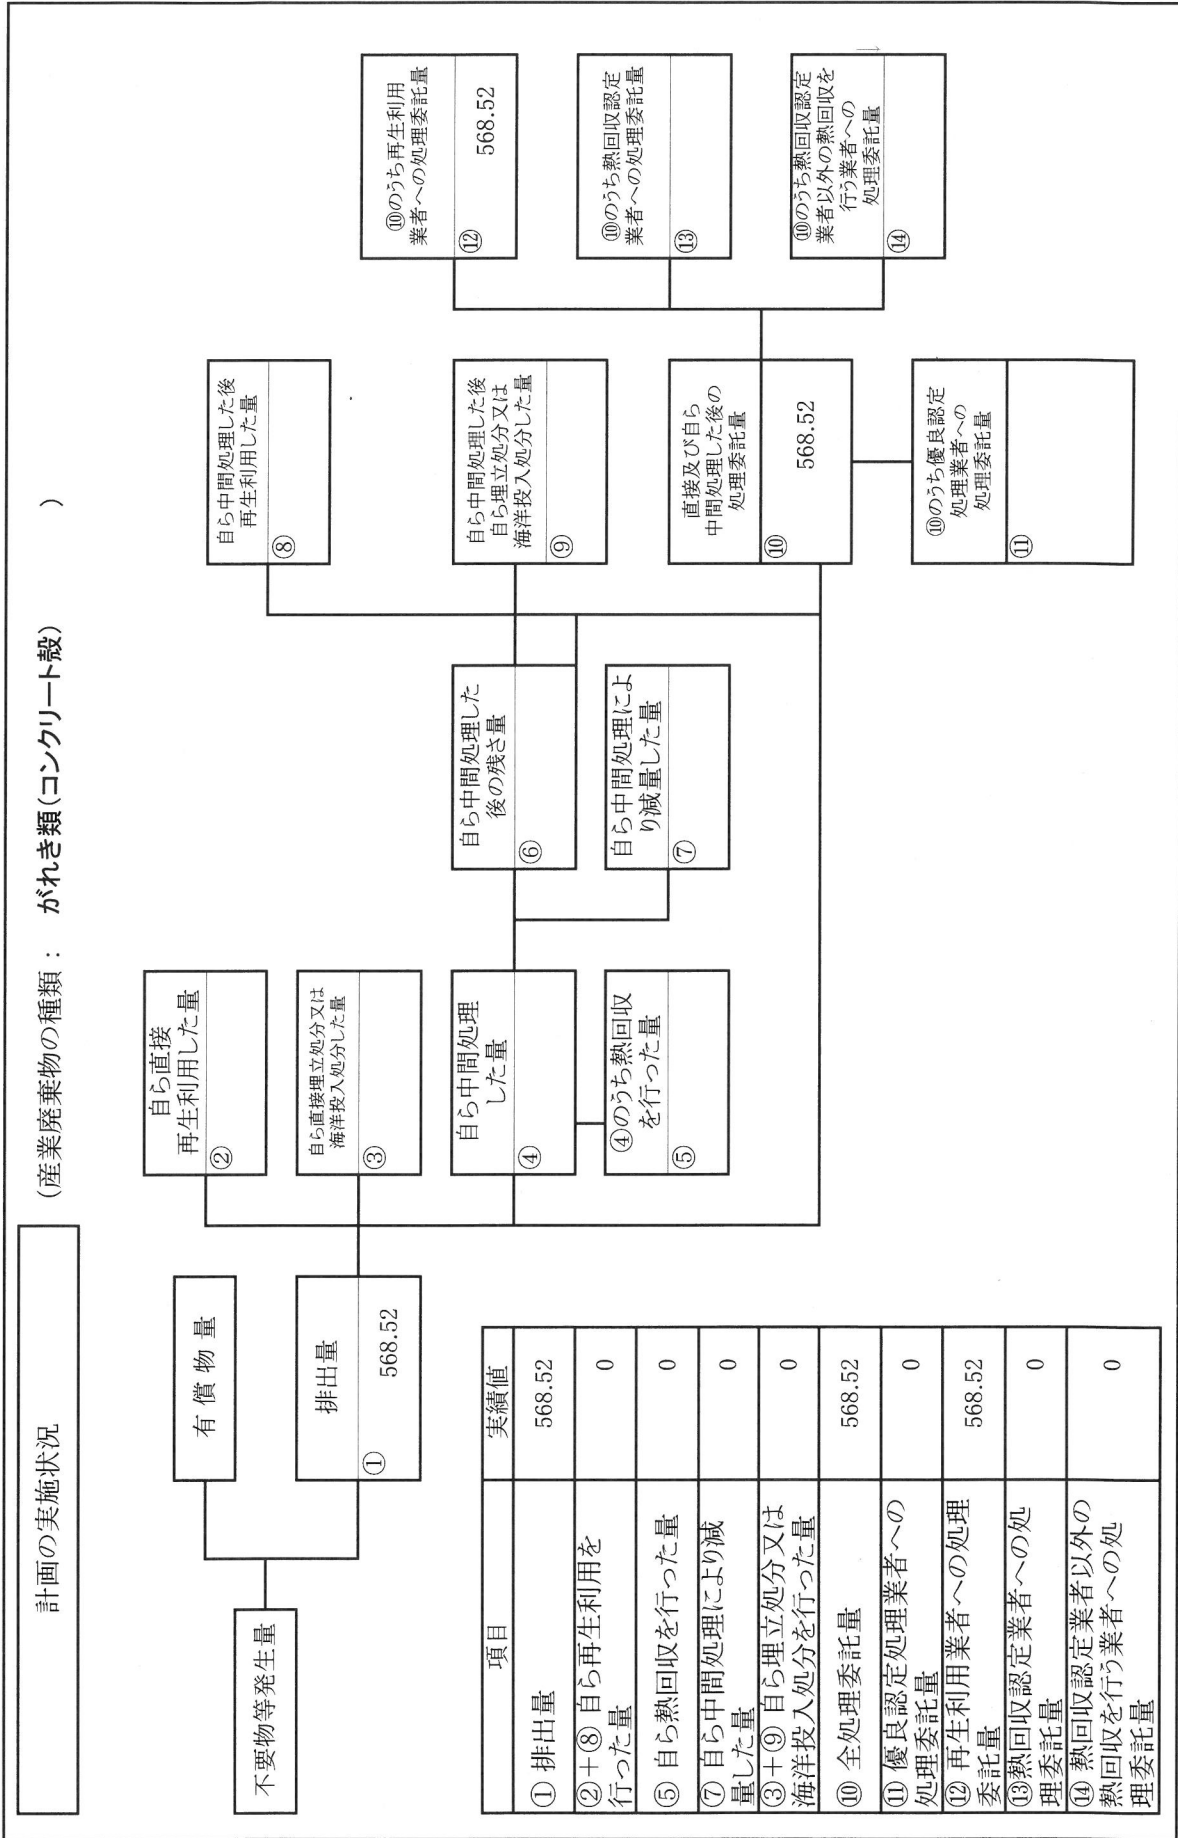 計画の実施状況
(産業廃棄物の種類： がれき類(コンクリート殻) )
不要物等発生量
有償物量
排出量
① 568.52
自ら直接
再生利用した量
②
自ら直接埋立処分又は
海洋投入処分した量
③
自ら中間処理
した量
④
④のうち熱回収
を行った量
⑤
自ら中間処理した
後の残さ量
⑥
自ら中間処理によ
り減量した量
⑦
自ら中間処理した後
再生利用した量
⑧
自ら中間処理した後
自ら埋立処分又は
海洋投入処分した量
⑨
直接及び自ら
中間処理した後の
処理委託量
⑩ 568.52
⑩のうち優良認定
処理業者への
処理委託量
⑪
⑩のうち再生利用
業者への処理委託量
⑫ 568.52
⑩のうち熱回収認定
業者への処理委託量
⑬
⑩のうち熱回収認定
業者以外の熱回収を
行う業者への
処理委託量
⑭
項目 実績値
① 排出量 568.52
②＋⑧ 自ら再生利用を
行った量 0
⑤ 自ら熱回収を行った量 0
⑦ 自ら中間処理により減
量した量 0
③＋⑨ 自ら埋立処分又は
海洋投入処分を行った量 0
⑩ 全処理委託量 568.52
⑪ 優良認定処理業者への
処理委託量 0
⑫ 再生利用業者への処理
委託量 568.52
⑬熱回収認定業者への処
理委託量 0
⑭ 熱回収認定業者以外の
熱回収を行う業者への処
理委託量 0